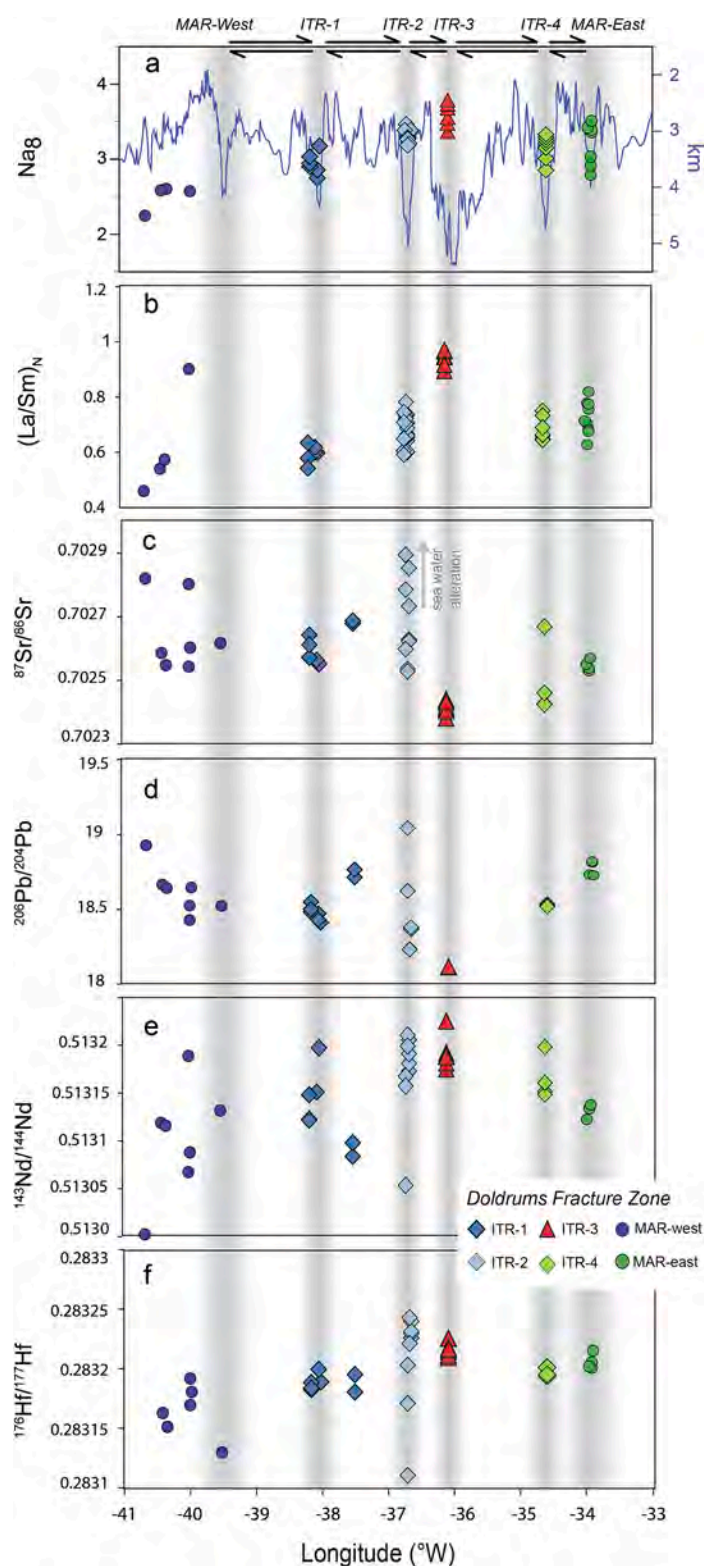 MAR-West ITR-1 ITR-2 ITR-3 ITR-4 MAR-East
a
4
3
2
Na8
2
3
4
5
km
b
1.2
1
0.8
0.6
0.4
(La/Sm)N
c
0.7029
0.7027
0.7025
0.7023
87Sr/86Sr
sea water
alteration
d
19.5
19
18.5
18
206Pb/204Pb
e
0.5132
0.51315
0.5131
0.51305
0.5130
143Nd/144Nd
Doldrums Fracture Zone
ITR-1 ITR-3 MAR-west
ITR-2 ITR-4 MAR-east
f
0.2833
0.28325
0.2832
0.28315
0.2831
176Hf/177Hf
-41 -40 -39 -38 -37 -36 -35 -34 -33
Longitude (°W)